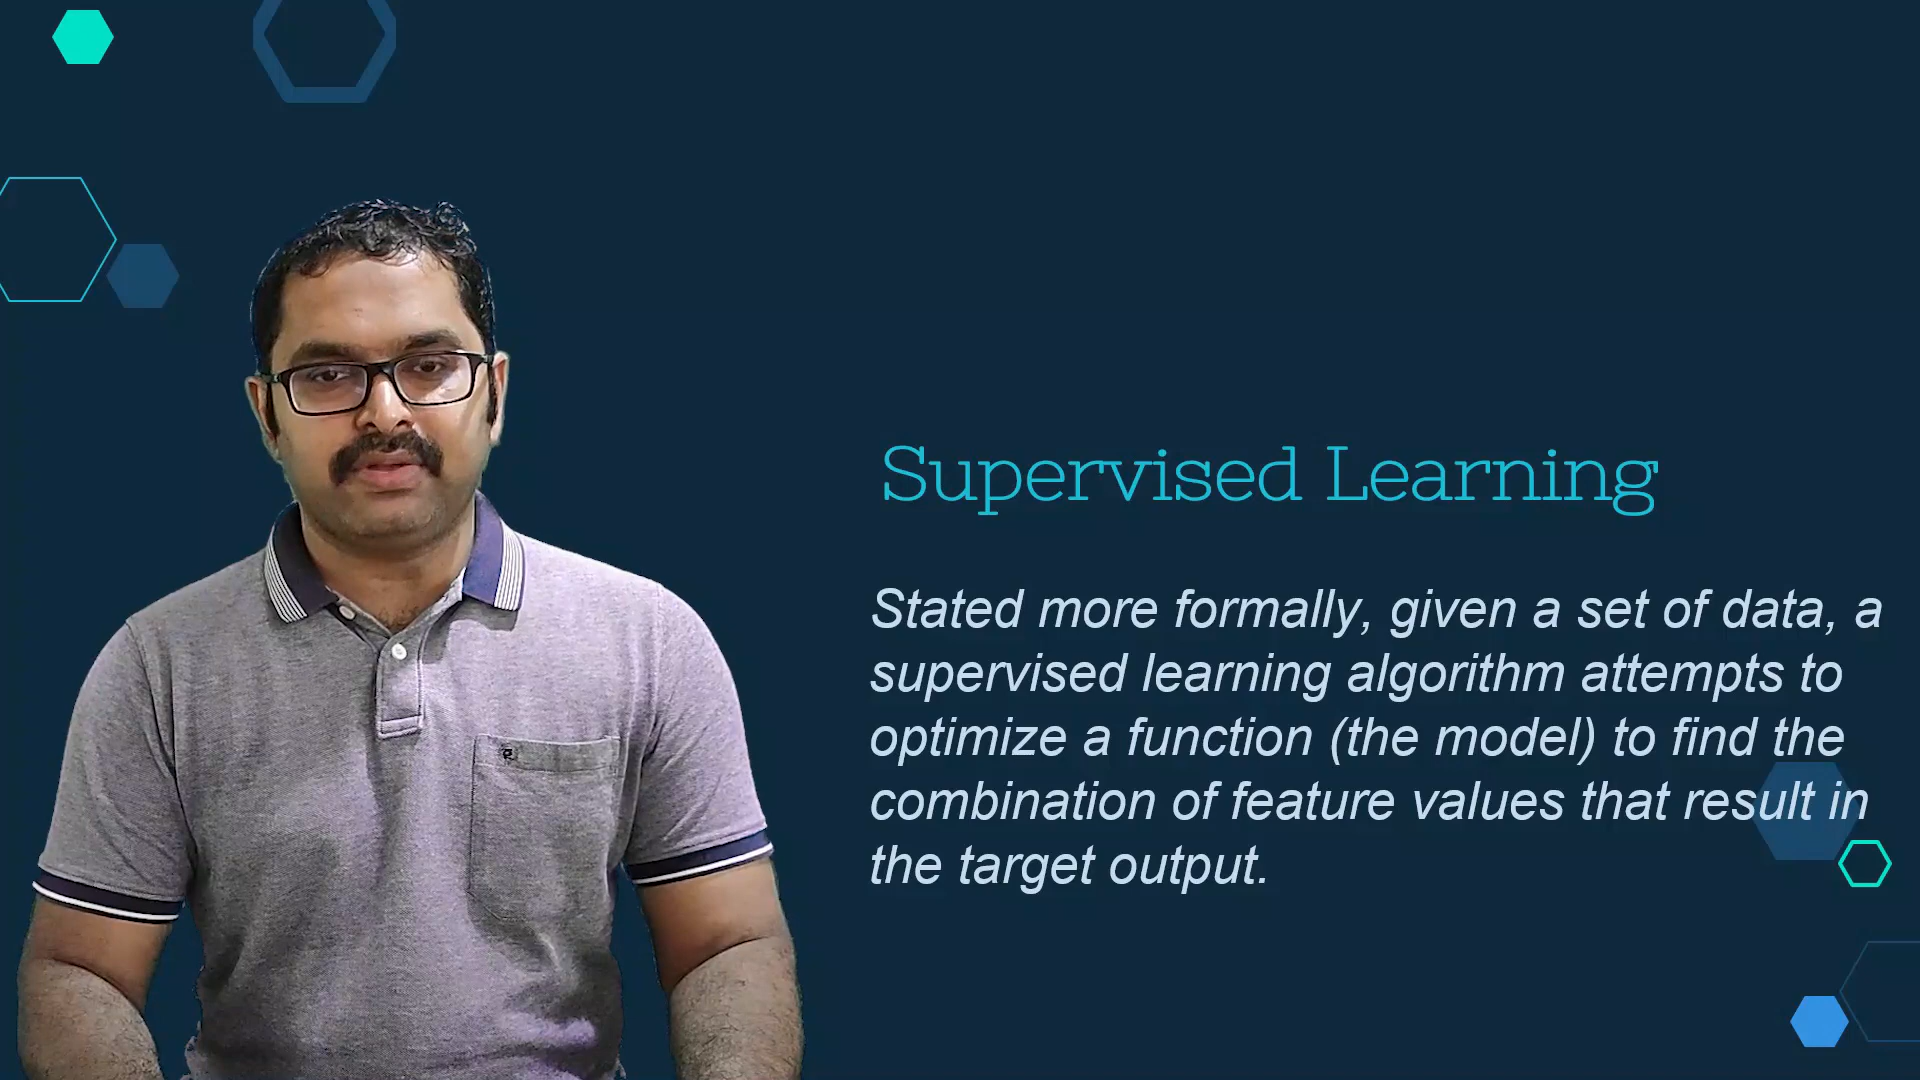 Supervised Learning
Stated more formally, given a set of data, a
supervised learning algorithm attempts to
optimize a function (the model) to find the
combination of feature values that result in
the target output.